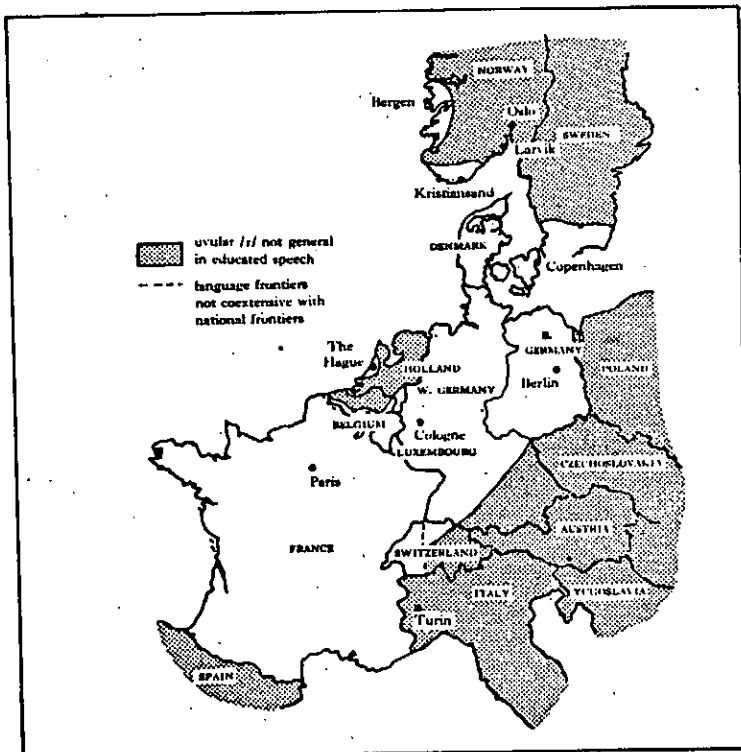 NORWAY
Bergen
Oslo
SWEDEN
Larvik
Kristiansand
uvular /r/ not general
in educated speech
DENMARK
Copenhagen
language frontiers
not coextensive with
national frontiers
The
Hague
GERMANY
HOLLAND
POLAND
W. GERMANY
Berlin
BELGIUM
Cologne
LUXEMBOURG
CZECHOSLOVAKIA
Paris
AUSTRIA
FRANCE
SWITZERLAND
ITALY
YUGOSLAVIA
Turin
SPAIN